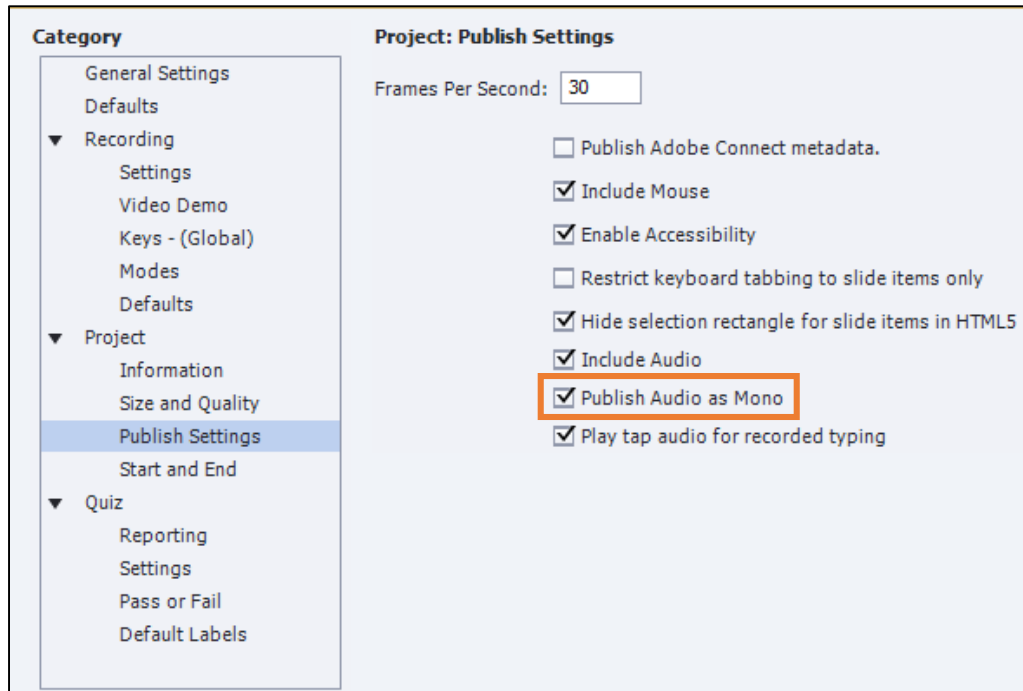 Category
General Settings
Defaults
Recording
Settings
Video Demo
Keys - (Global)
Modes
Defaults
Project
Information
Size and Quality
Publish Settings
Start and End
Quiz
Reporting
Settings
Pass or Fail
Default Labels
Project: Publish Settings
Frames Per Second: 30
Publish Adobe Connect metadata.
Include Mouse
Enable Accessibility
Restrict keyboard tabbing to slide items only
Hide selection rectangle for slide items in HTML5
Include Audio
Publish Audio as Mono
Play tap audio for recorded typing